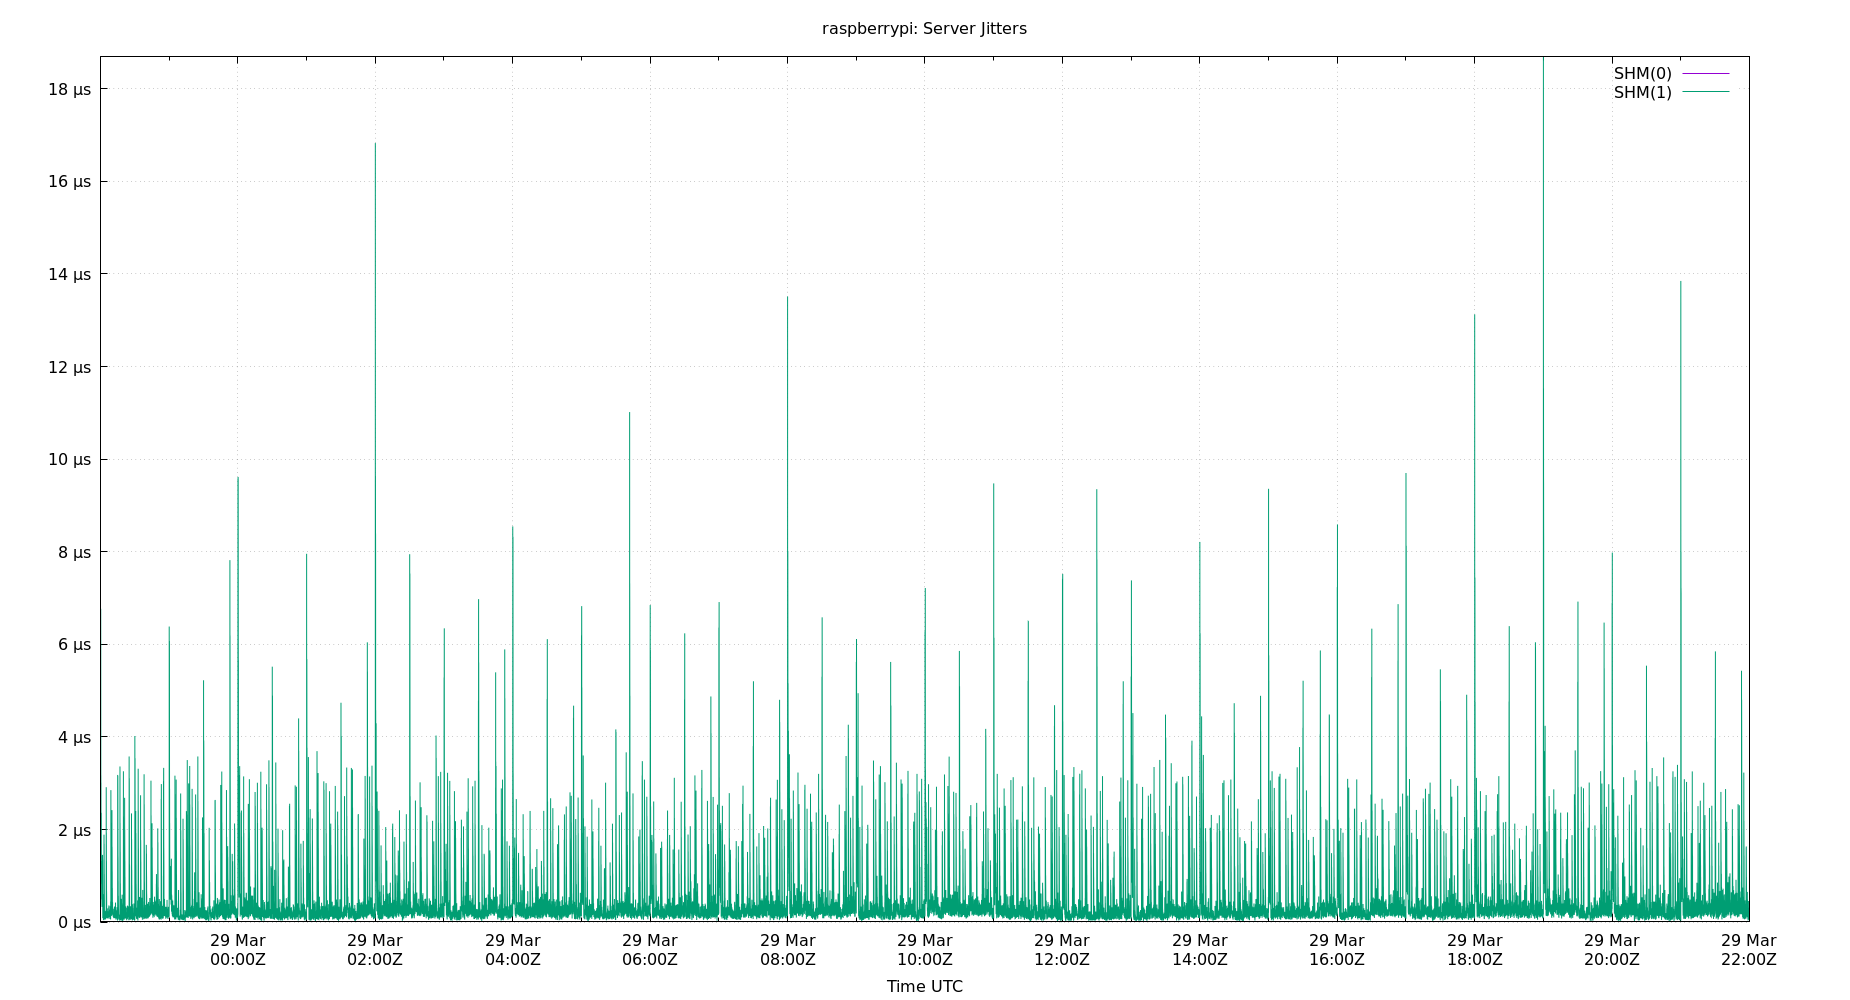 raspberrypi: Server Jitters
SHM(0)
SHM(1)
18 μs
16 μs
14 μs
12 μs
10 μs
8 μs
6 μs
4 μs
2 μs
0 μs
29 Mar 29 Mar 29 Mar 29 Mar 29 Mar 29 Mar 29 Mar 29 Mar 29 Mar 29 Mar 29 Mar 29 Mar
00:00Z 02:00Z 04:00Z 06:00Z 08:00Z 10:00Z 12:00Z 14:00Z 16:00Z 18:00Z 20:00Z 22:00Z
Time UTC